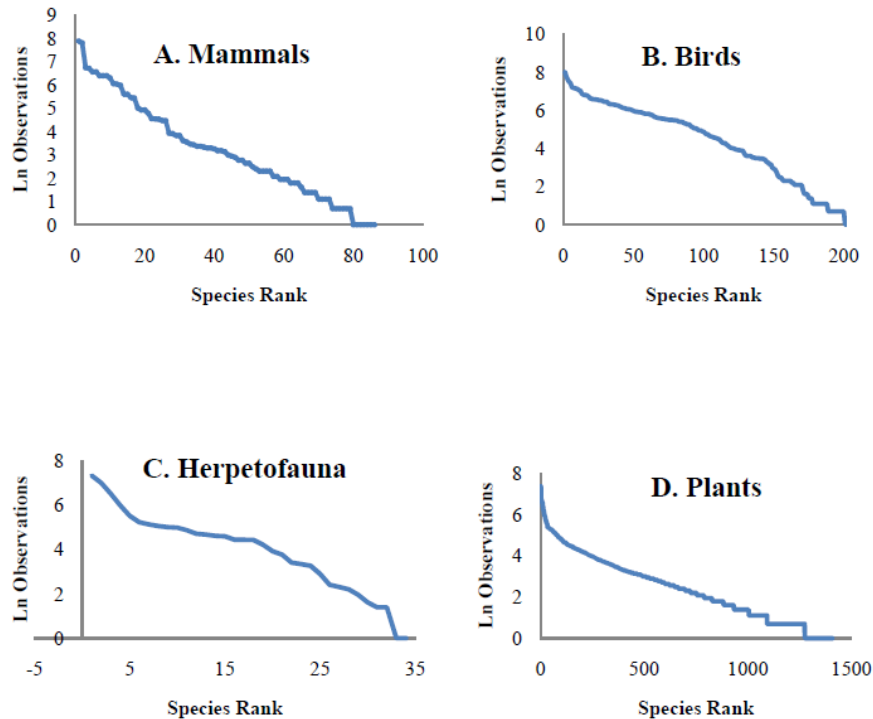 A. Mammals
Ln Observations
9
8
7
6
5
4
3
2
1
0
0 20 40 60 80 100
Species Rank
B. Birds
Ln Observations
10
8
6
4
2
0
0 50 100 150 200
Species Rank
C. Herpetofauna
Ln Observations
8
6
4
2
0
-5 5 15 25 35
Species Rank
D. Plants
Ln Observations
8
6
4
2
0
0 500 1000 1500
Species Rank